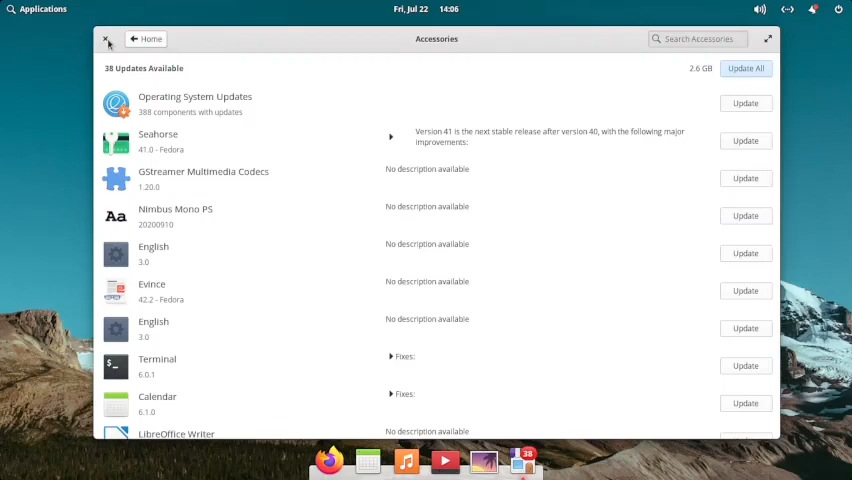 Applications
Fri, Jul 22 14:06
Home
Accessories
Search Accessories
38 Updates Available
2.6 GB
Update All
Operating System Updates
388 components with updates
Update
Seahorse
41.0 - Fedora
Version 41 is the next stable release after version 40, with the following major
improvements:
Update
GStreamer Multimedia Codecs
1.20.0
No description available
Update
Nimbus Mono PS
20200910
No description available
Update
English
3.0
No description available
Update
Evince
42.2 - Fedora
No description available
Update
English
3.0
No description available
Update
Terminal
6.0.1
Fixes:
Update
Calendar
6.1.0
Fixes:
Update
LibreOffice Writer
No description available
Aa
$_
38